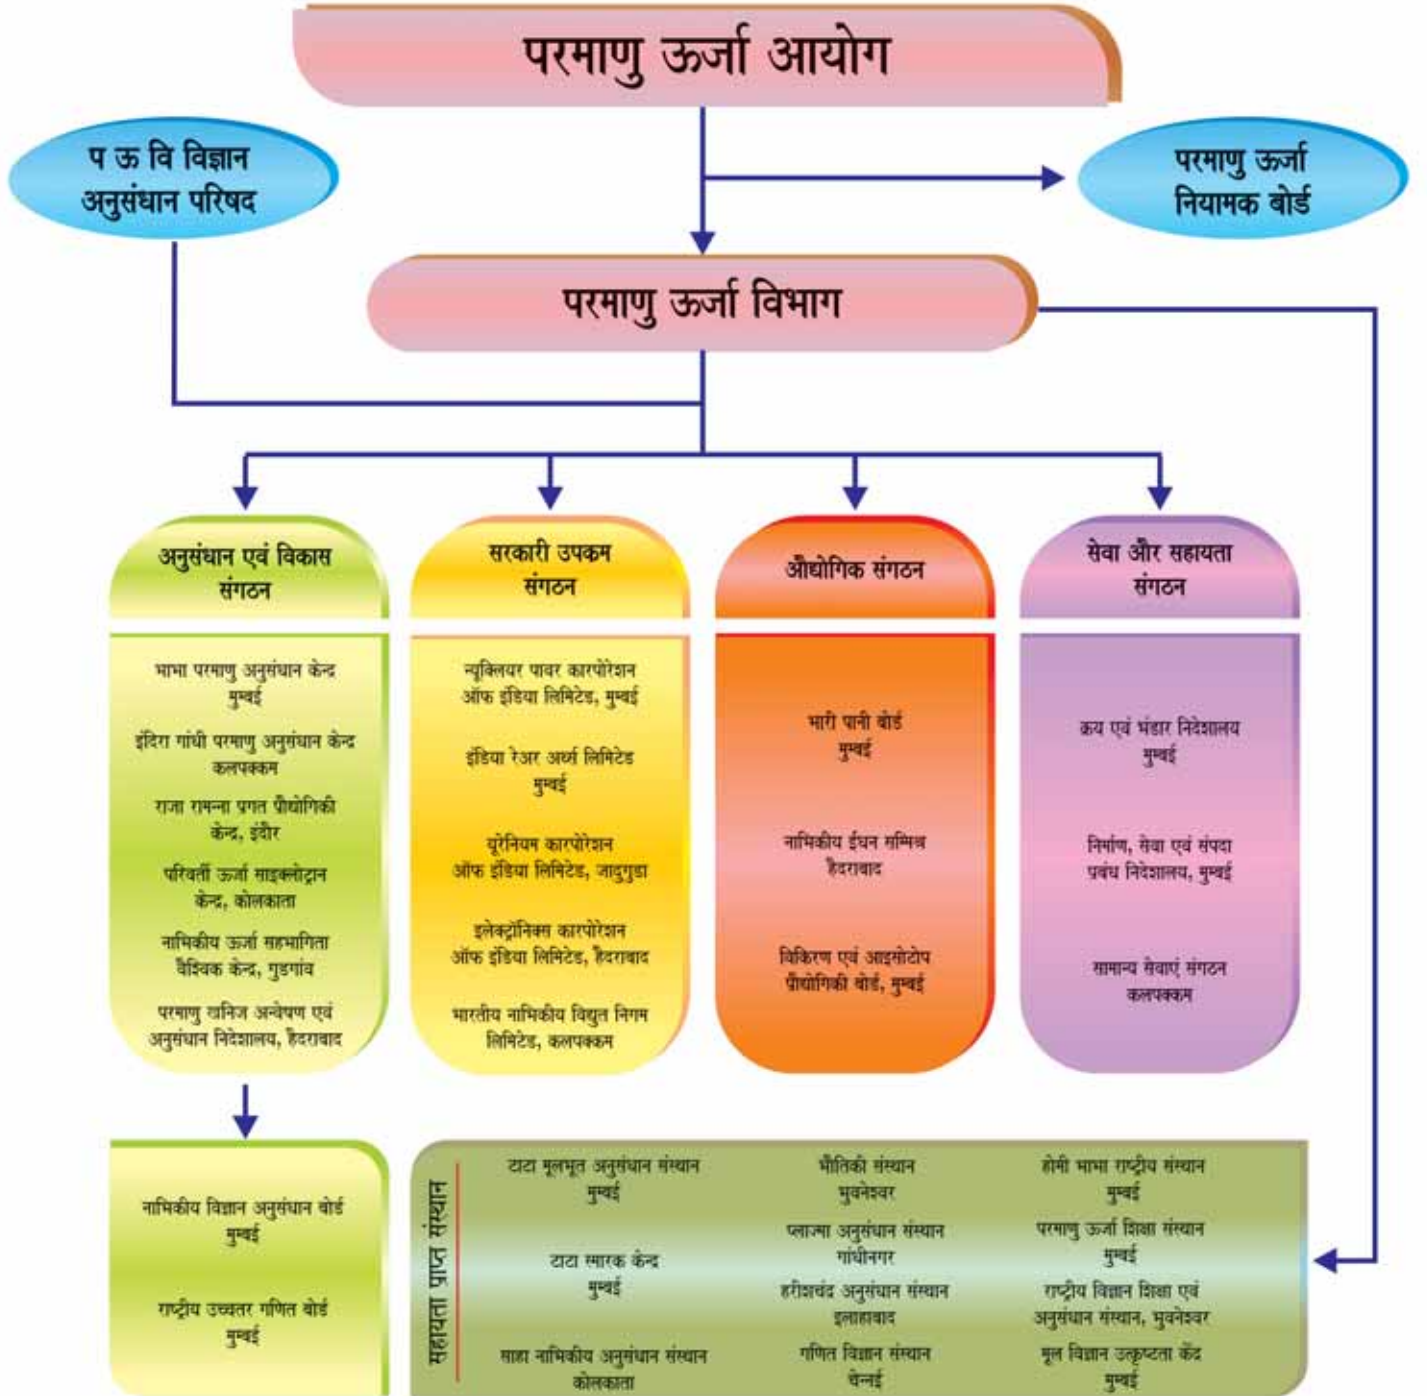 परमाणु ऊर्जा आयोग
प ऊ वि विज्ञान
अनुसंधान परिषद
परमाणु ऊर्जा
नियामक बोर्ड
परमाणु ऊर्जा विभाग
अनुसंधान एवं विकास
संगठन
भाभा परमाणु अनुसंधान केन्द्र
मुम्बई
इंदिरा गांधी परमाणु अनुसंधान केन्द्र
कलपक्कम
राजा रामन्ना प्रगत प्रौद्योगिकी
केन्द्र, इंदौर
परिवर्ती ऊर्जा साइक्लोट्रान
केन्द्र, कोलकाता
नाभिकीय ऊर्जा सहभागिता
वैश्विक केन्द्र, गुडगांव
परमाणु खनिज अन्वेषण एवं
अनुसंधान निदेशालय, हैदराबाद
सरकारी उपक्रम
संगठन
न्यूक्लियर पावर कारपोरेशन
ऑफ इंडिया लिमिटेड, मुम्बई
इंडिया रेअर अर्थ्स लिमिटेड
मुम्बई
यूरेनियम कारपोरेशन
ऑफ इंडिया लिमिटेड, जादुगुडा
इलेक्ट्रॉनिक्स कारपोरेशन
ऑफ इंडिया लिमिटेड, हैदराबाद
भारतीय नाभिकीय विद्युत निगम
लिमिटेड, कलपक्कम
औद्योगिक संगठन
भारी पानी बोर्ड
मुम्बई
नाभिकीय ईंधन सम्मिश्र
हैदराबाद
विकिरण एवं आइसोटोप
प्रौद्योगिकी बोर्ड, मुम्बई
सेवा और सहायता
संगठन
क्रय एवं भंडार निदेशालय
मुम्बई
निर्माण, सेवा एवं संपदा
प्रबंध निदेशालय, मुम्बई
सामान्य सेवाएं संगठन
कलपक्कम
नाभिकीय विज्ञान अनुसंधान बोर्ड
मुम्बई
राष्ट्रीय उच्चतर गणित बोर्ड
मुम्बई
सहायता प्राप्त संस्थान
टाटा मूलभूत अनुसंधान संस्थान
मुम्बई
टाटा स्मारक केन्द्र
मुम्बई
साहा नाभिकीय अनुसंधान संस्थान
कोलकाता
भौतिकी संस्थान
भुवनेश्वर
प्लाज्मा अनुसंधान संस्थान
गांधीनगर
हरीशचंद्र अनुसंधान संस्थान
इलाहाबाद
गणित विज्ञान संस्थान
चेन्नई
होमी भाभा राष्ट्रीय संस्थान
मुम्बई
परमाणु ऊर्जा शिक्षा संस्थान
मुम्बई
राष्ट्रीय विज्ञान शिक्षा एवं
अनुसंधान संस्थान, भुवनेश्वर
मूल विज्ञान उत्कृष्टता केंद्र
मुम्बई